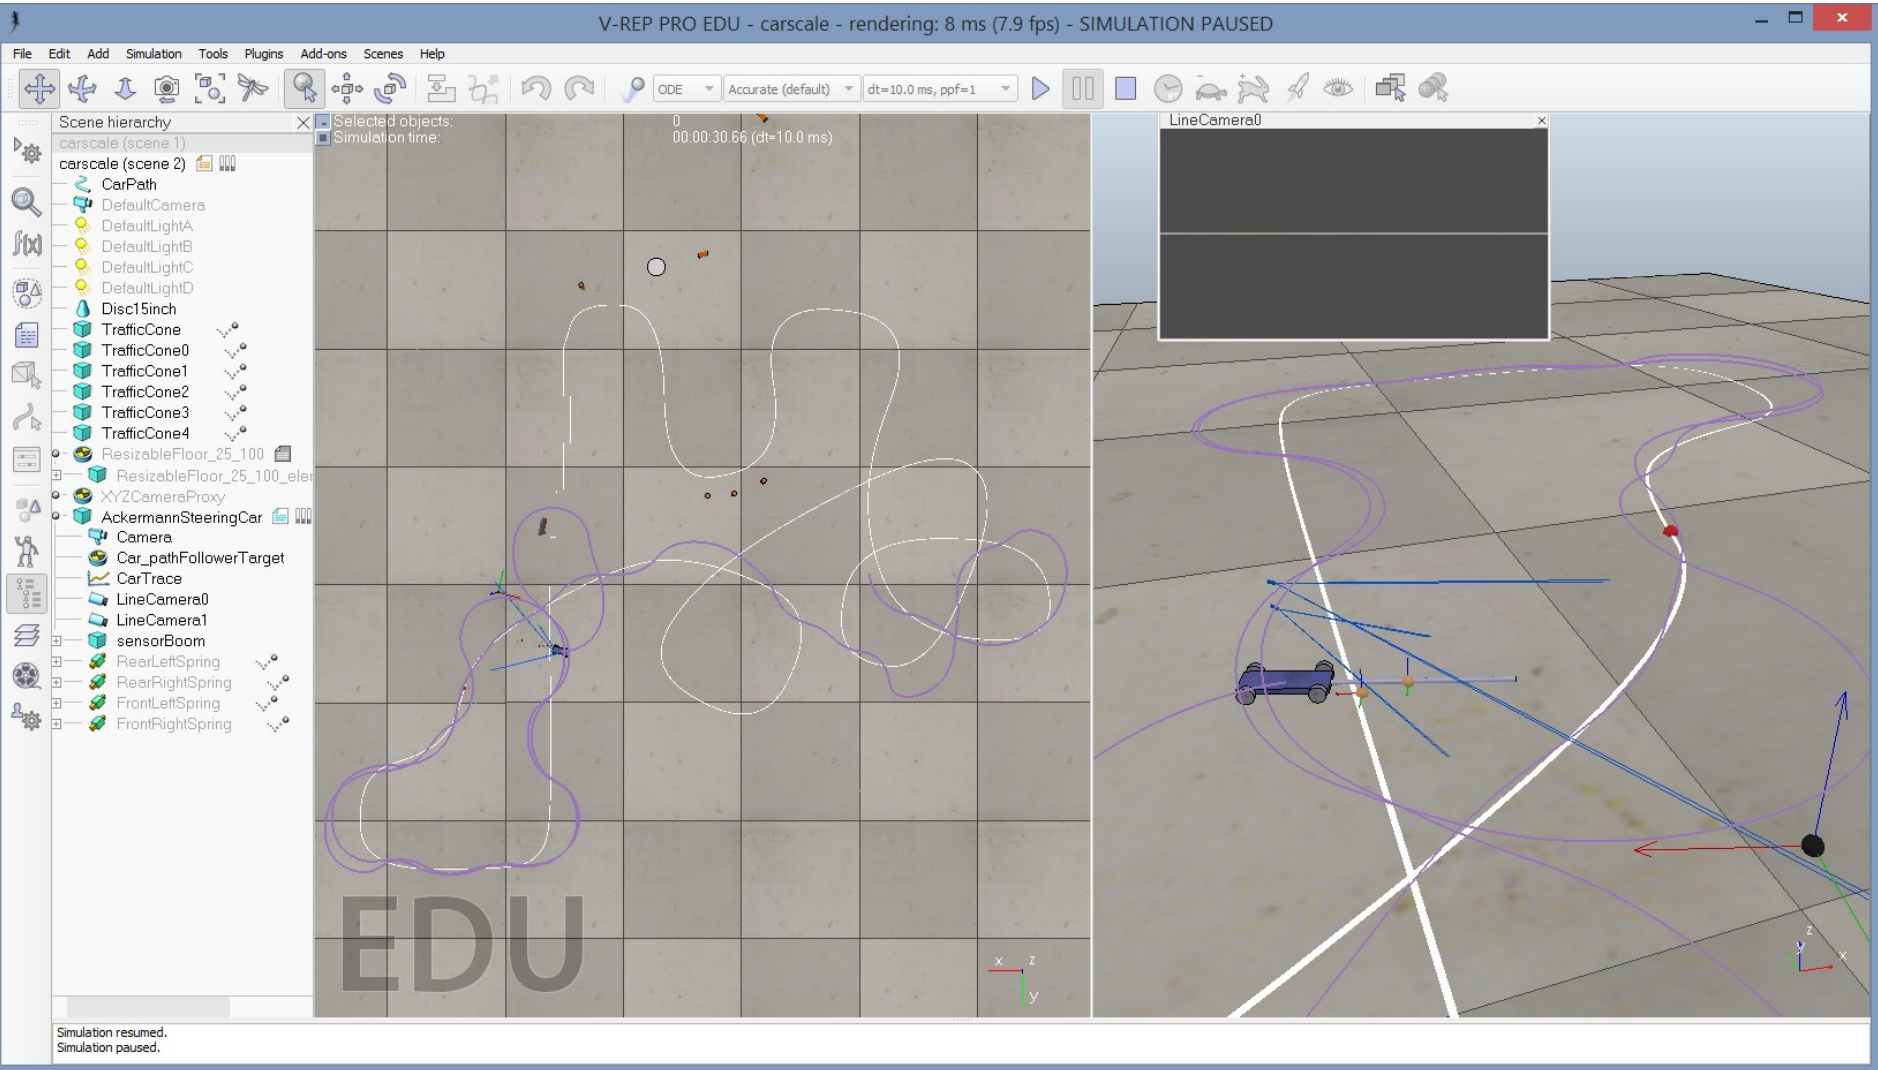 V-REP PRO EDU - carscale - rendering: 8 ms (7.9 fps) - SIMULATION PAUSED
File Edit Add Simulation Tools Plugins Add-ons Scenes Help
ODE Accurate (default) dt=10.0 ms, ppf=1
Scene hierarchy
carscale (scene 1)
carscale (scene 2)
CarPath
DefaultCamera
DefaultLightA
DefaultLightB
DefaultLightC
DefaultLightD
Disc15inch
TrafficCone
TrafficCone0
TrafficCone1
TrafficCone2
TrafficCone3
TrafficCone4
ResizableFloor_25_100
ResizableFloor_25_100_eler
XYZCameraProxy
AckermannSteeringCar
Camera
Car_pathFollowerTarget
CarTrace
LineCamera0
LineCamera1
sensorBoom
RearLeftSpring
RearRightSpring
FrontLeftSpring
FrontRightSpring
f(x)
Selected objects: 0
Simulation time: 00:00:30.66 (dt=10.0 ms)
LineCamera0
EDU
x z
y
z
y x
Simulation resumed.
Simulation paused.